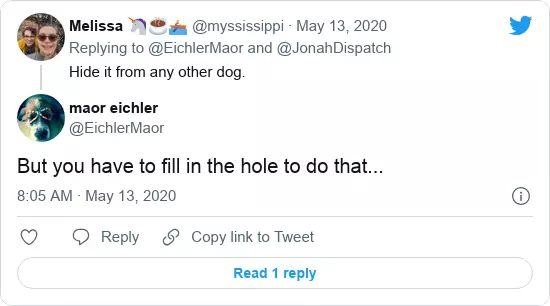 Melissa 🦄☕🚣 @myssissippi · May 13, 2020
Replying to @EichlerMaor and @JonahDispatch
Hide it from any other dog.
maor eichler
@EichlerMaor
But you have to fill in the hole to do that...
8:05 AM · May 13, 2020
Reply
Copy link to Tweet
Read 1 reply